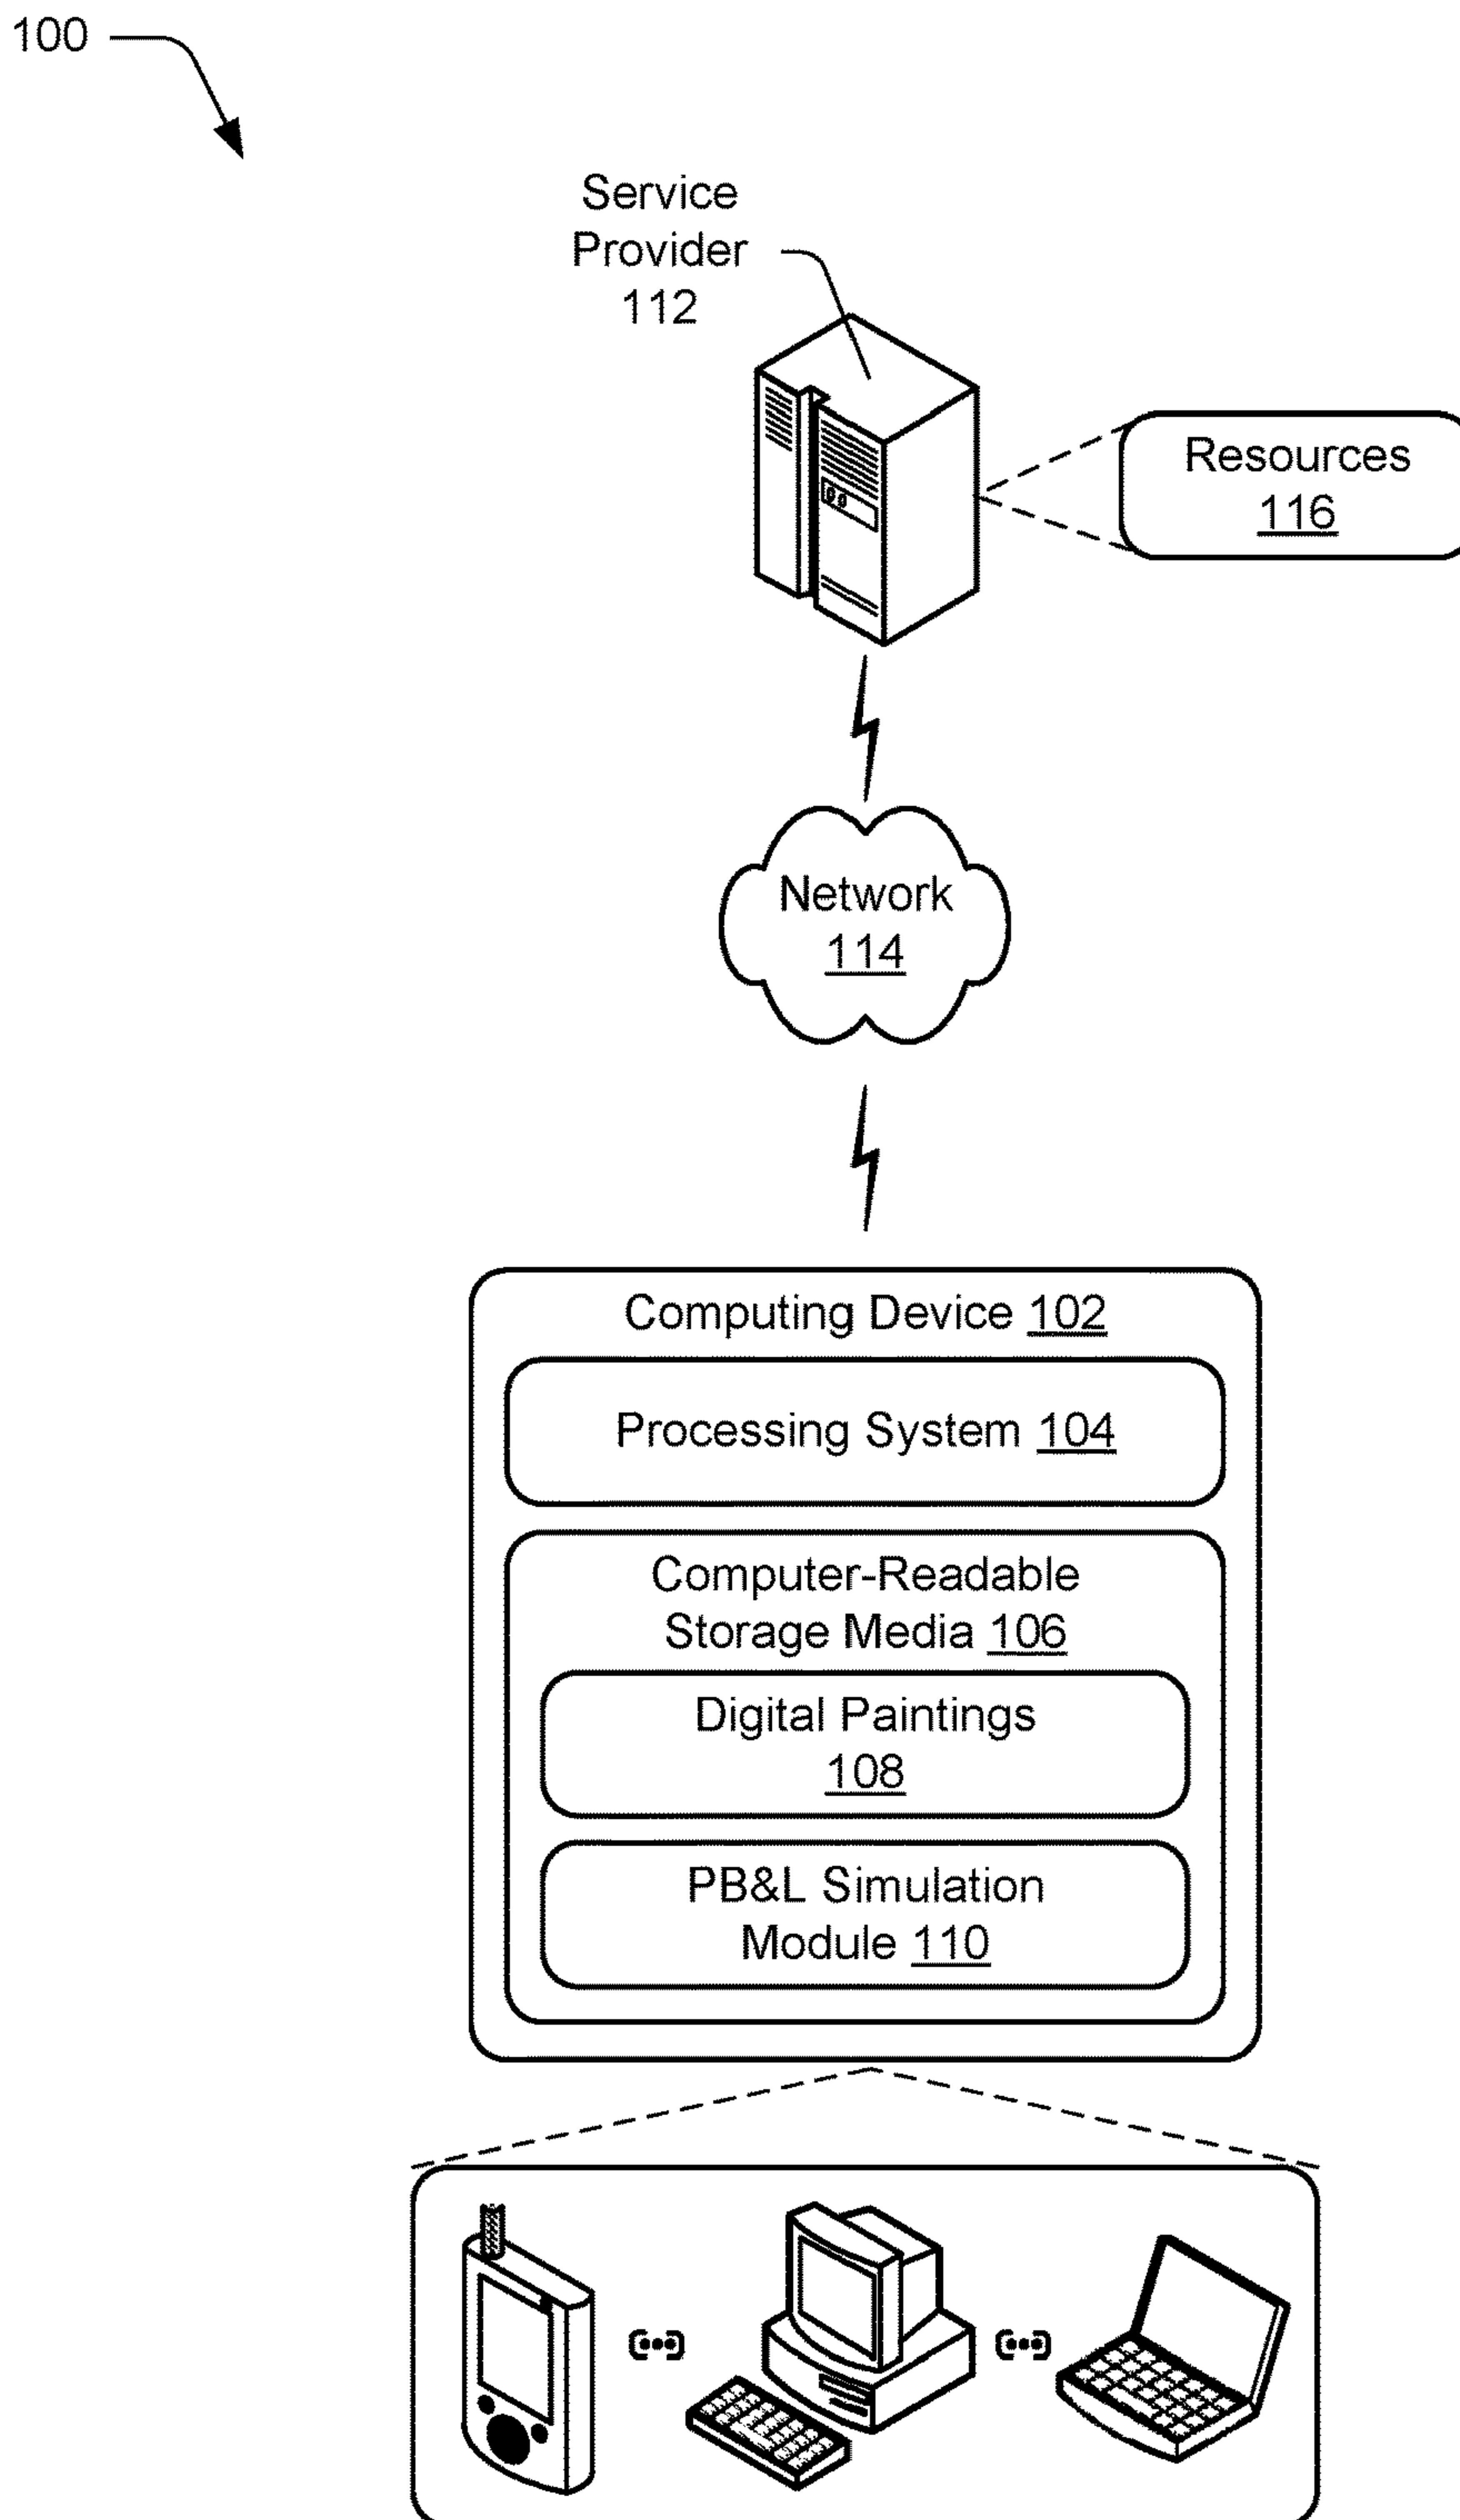 100
Service
Provider
112
Resources
116
Network
114
Computing Device 102
Processing System 104
Computer-Readable
Storage Media 106
Digital Paintings
108
PB&L Simulation
Module 110